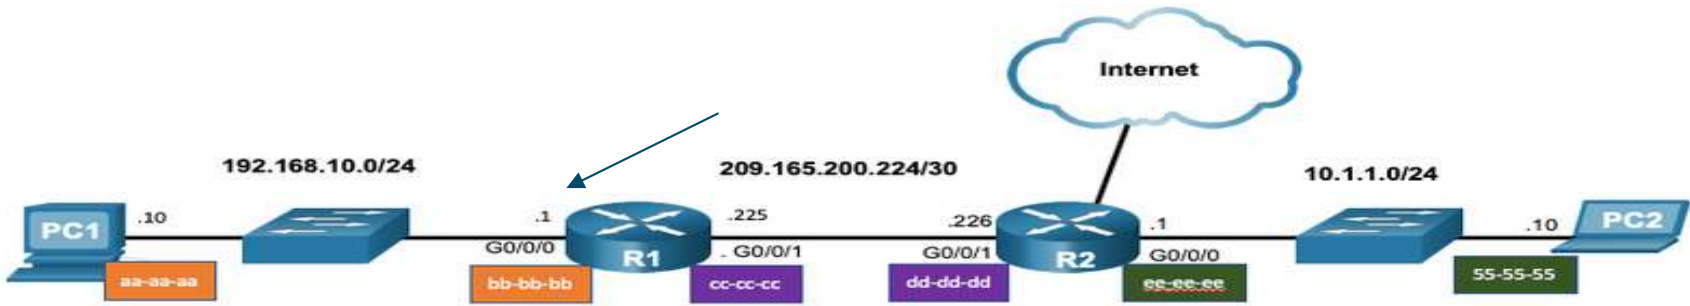 Internet
192.168.10.0/24
209.165.200.224/30
10.1.1.0/24
PC1
.10
.1
G0/0/0
R1
.225
. G0/0/1
.226
G0/0/1
R2
.1
G0/0/0
.10
PC2
aa-aa-aa
bb-bb-bb
cc-cc-cc
dd-dd-dd
ee-ee-ee
55-55-55